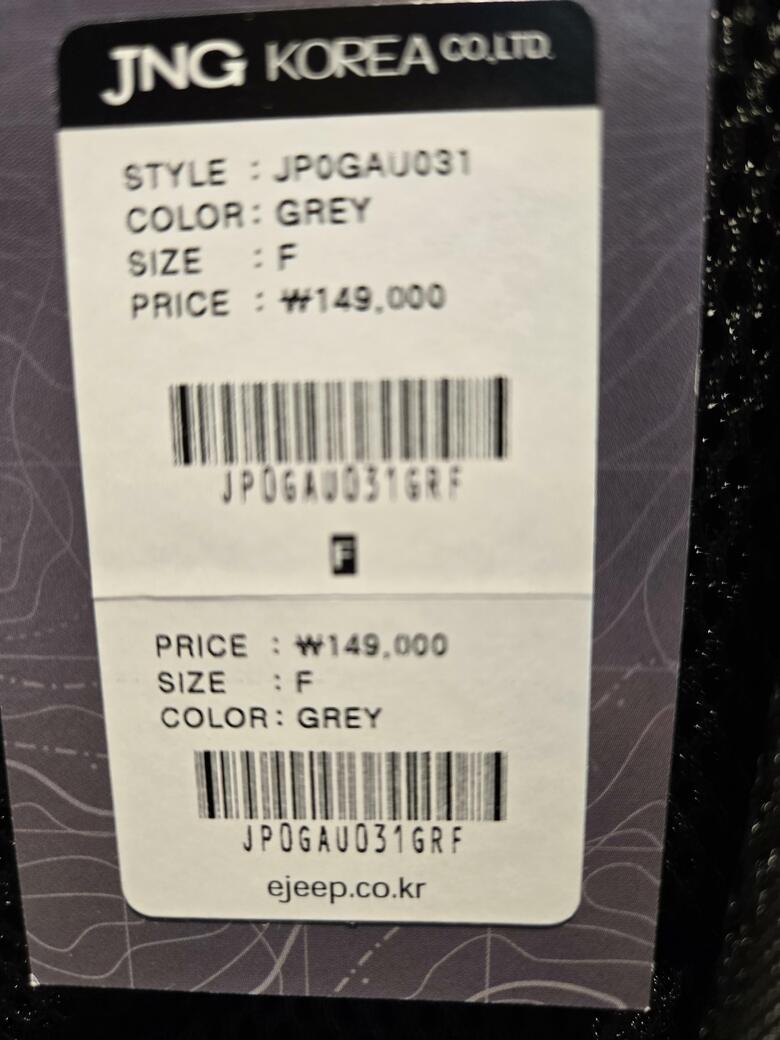 JNG KOREA CO.,LTD.
STYLE : JP0GAU031
COLOR : GREY
SIZE : F
PRICE : ₩149,000
JP0GAU031GRF
F
PRICE : ₩149,000
SIZE : F
COLOR : GREY
JP0GAU031GRF
ejeep.co.kr